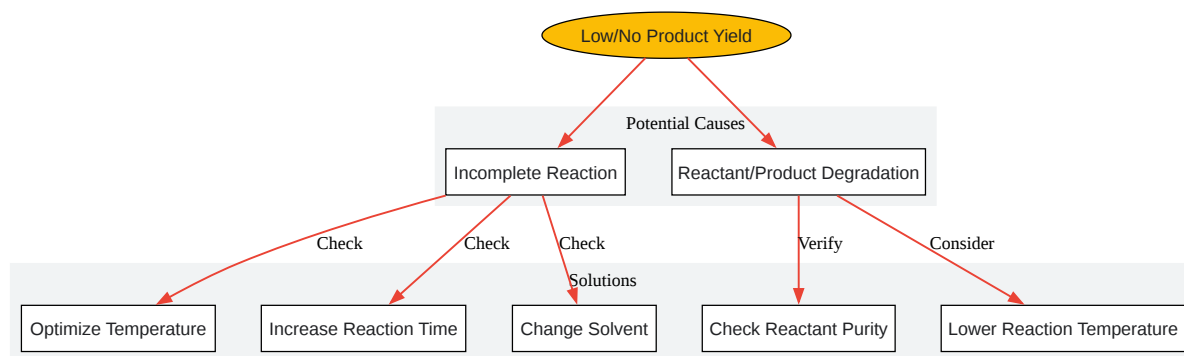 Low/No Product Yield
Potential Causes
Incomplete Reaction
Reactant/Product Degradation
Check
Check
Check
Verify
Consider
Solutions
Optimize Temperature
Increase Reaction Time
Change Solvent
Check Reactant Purity
Lower Reaction Temperature